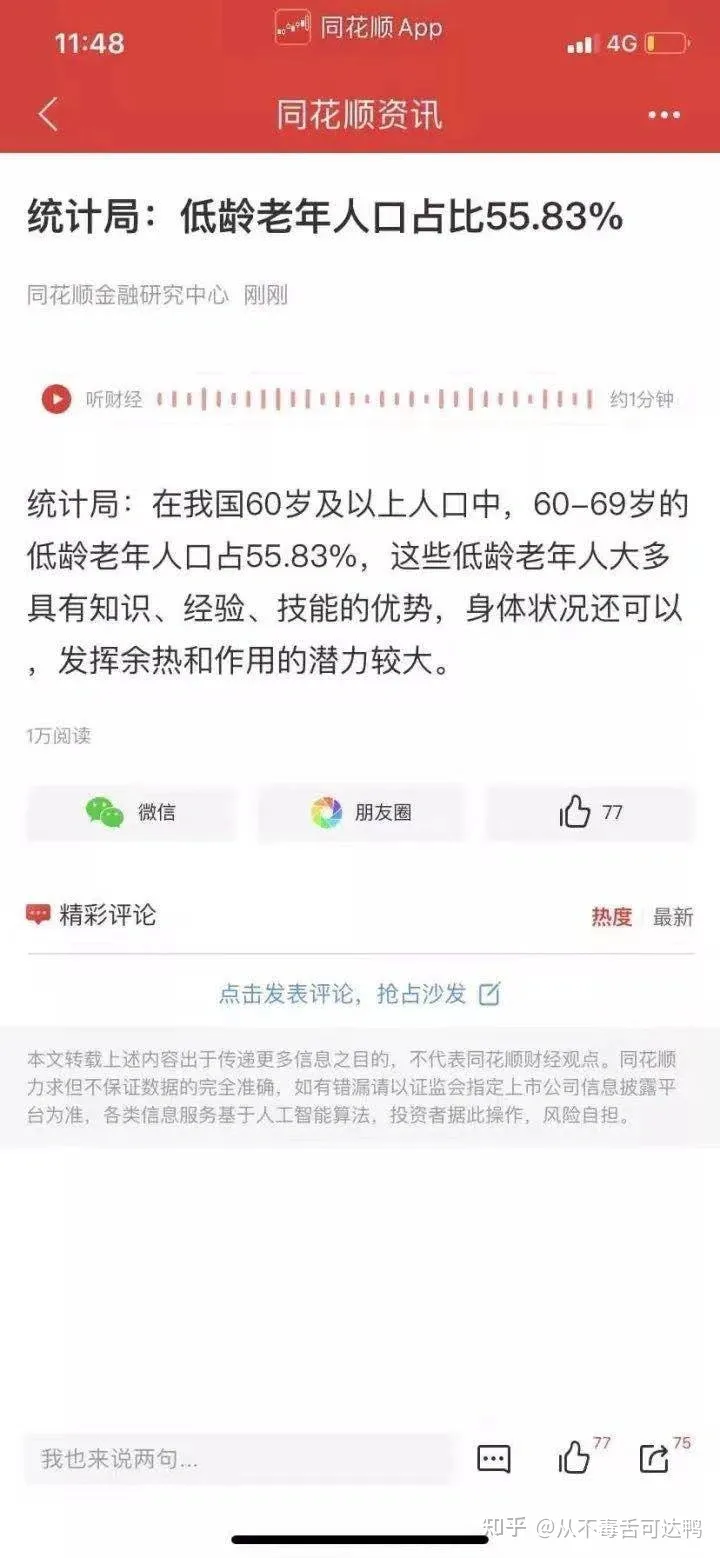 11:48
同花顺App
4G
同花顺资讯
统计局：低龄老年人口占比55.83%
同花顺金融研究中心 刚刚
听财经
约1分钟
统计局：在我国60岁及以上人口中，60-69岁的
低龄老年人口占55.83%，这些低龄老年人大多
具有知识、经验、技能的优势，身体状况还可以
，发挥余热和作用的潜力较大。
1万阅读
微信
朋友圈
77
精彩评论
热度 最新
点击发表评论，抢占沙发
本文转载上述内容出于传递更多信息之目的，不代表同花顺财经观点。同花顺
力求但不保证数据的完全准确，如有错漏请以证监会指定上市公司信息披露平
台为准，各类信息服务基于人工智能算法，投资者据此操作，风险自担。
我也来说两句...
77
75
知乎 @从不毒舌可达鸭